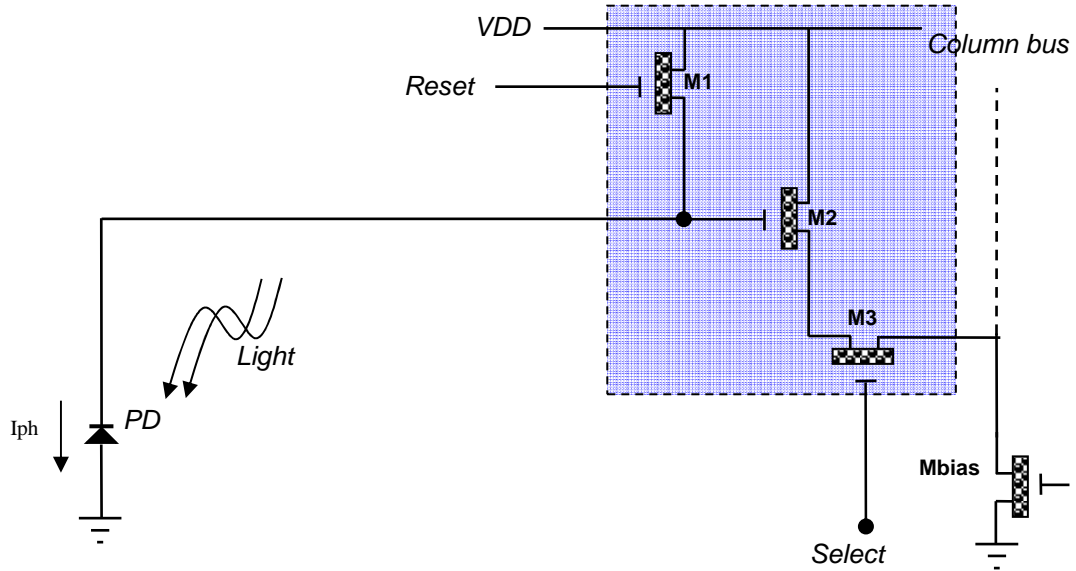 VDD
Column bus
Reset
M1
M2
M3
Light
Iph
PD
Mbias
Select